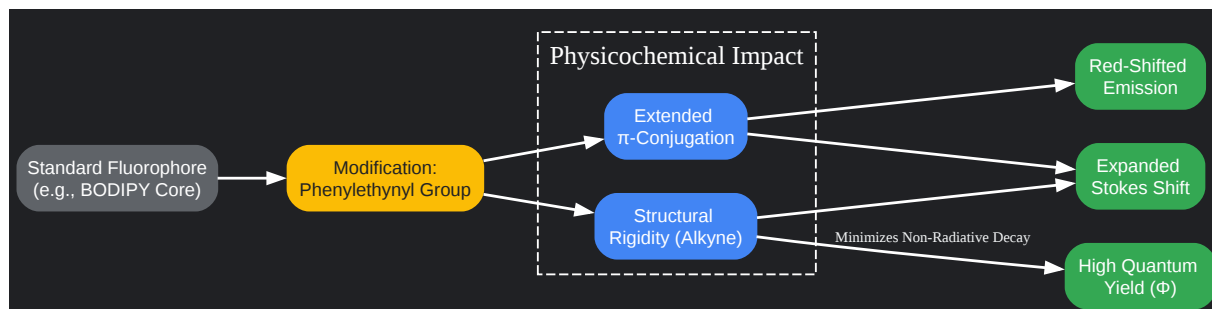 Physicochemical Impact
Standard Fluorophore
(e.g., BODIPY Core)
Modification:
Phenylethynyl Group
Extended
π-Conjugation
Structural
Rigidity (Alkyne)
Minimizes Non-Radiative Decay
Red-Shifted
Emission
Expanded
Stokes Shift
High Quantum
Yield (Φ)